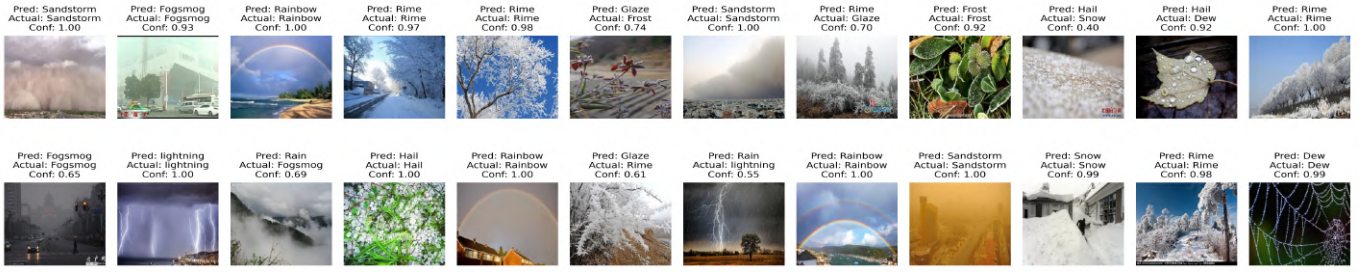 Pred: Sandstorm
Actual: Sandstorm
Conf: 1.00
Pred: Fogsmog
Actual: Fogsmog
Conf: 0.93
Pred: Rainbow
Actual: Rainbow
Conf: 1.00
Pred: Rime
Actual: Rime
Conf: 0.97
Pred: Rime
Actual: Rime
Conf: 0.98
Pred: Glaze
Actual: Frost
Conf: 0.74
Pred: Sandstorm
Actual: Sandstorm
Conf: 1.00
Pred: Rime
Actual: Glaze
Conf: 0.70
Pred: Frost
Actual: Frost
Conf: 0.92
Pred: Hail
Actual: Snow
Conf: 0.40
Pred: Hail
Actual: Dew
Conf: 0.92
Pred: Rime
Actual: Rime
Conf: 1.00
Pred: Fogsmog
Actual: Fogsmog
Conf: 0.65
Pred: lightning
Actual: lightning
Conf: 1.00
Pred: Rain
Actual: Fogsmog
Conf: 0.69
Pred: Hail
Actual: Hail
Conf: 1.00
Pred: Rainbow
Actual: Rainbow
Conf: 1.00
Pred: Glaze
Actual: Rime
Conf: 0.61
Pred: Rain
Actual: lightning
Conf: 0.55
Pred: Rainbow
Actual: Rainbow
Conf: 1.00
Pred: Sandstorm
Actual: Sandstorm
Conf: 1.00
Pred: Snow
Actual: Snow
Conf: 0.99
Pred: Rime
Actual: Rime
Conf: 0.98
Pred: Dew
Actual: Dew
Conf: 0.99